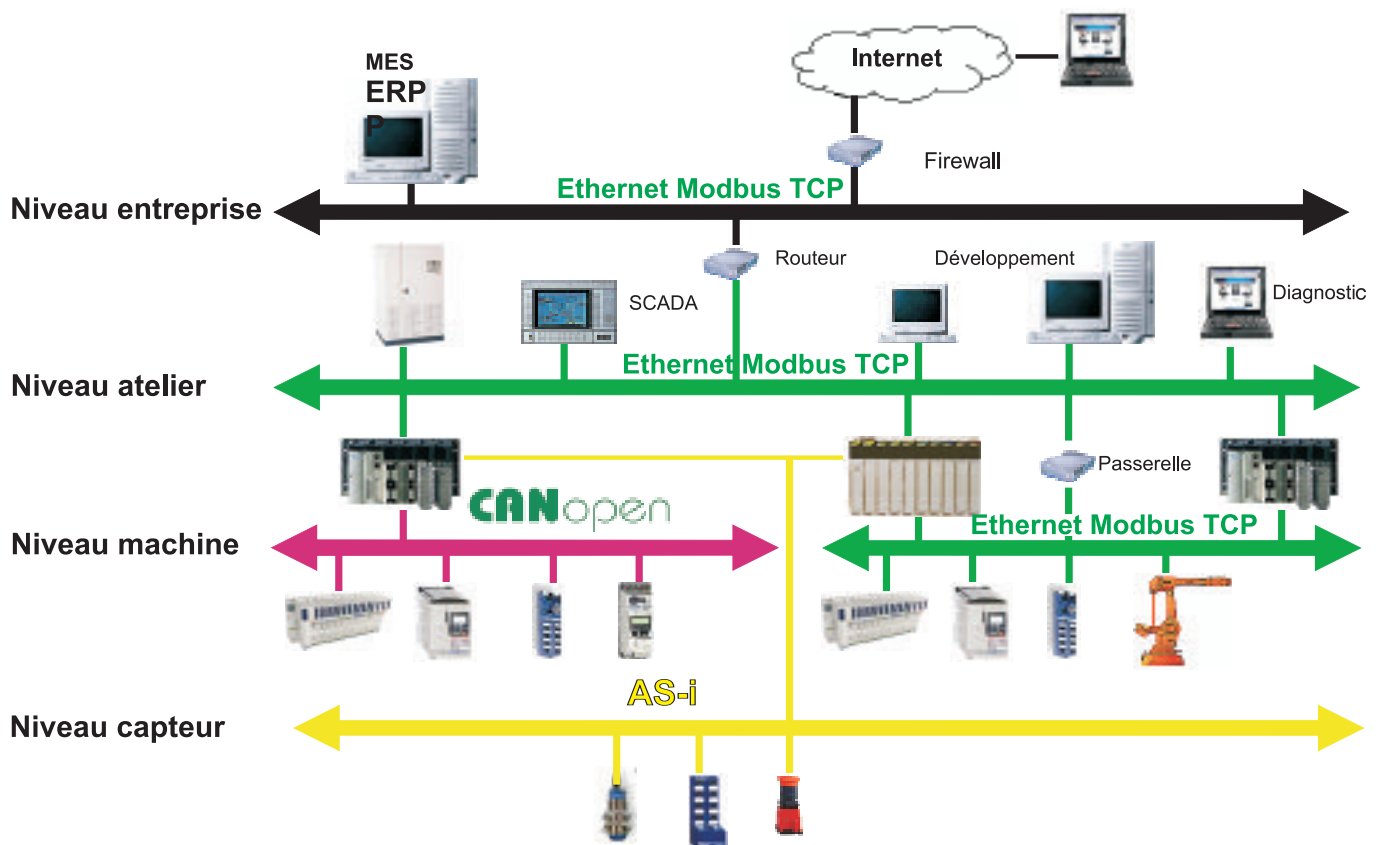 MES
ERP
P
Internet
Firewall
Ethernet Modbus TCP
Niveau entreprise
Routeur
Développement
SCADA
Diagnostic
Ethernet Modbus TCP
Niveau atelier
Passerelle
CANopen
Ethernet Modbus TCP
Niveau machine
AS-i
Niveau capteur